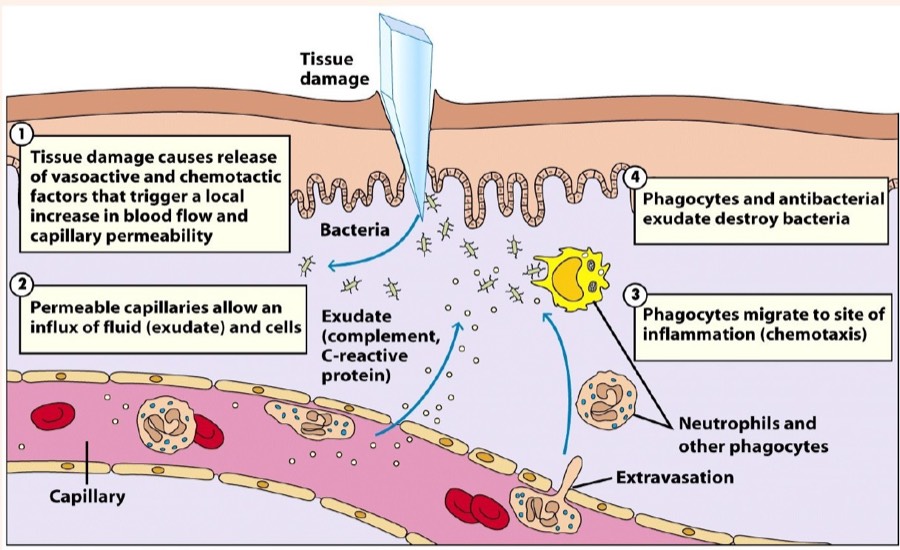 Tissue
damage
1
Tissue damage causes release
of vasoactive and chemotactic
factors that trigger a local
increase in blood flow and
capillary permeability
4
Phagocytes and antibacterial
exudate destroy bacteria
Bacteria
2
Permeable capillaries allow an
influx of fluid (exudate) and cells
Exudate
(complement,
C-reactive
protein)
3
Phagocytes migrate to site of
inflammation (chemotaxis)
Neutrophils and
other phagocytes
Extravasation
Capillary